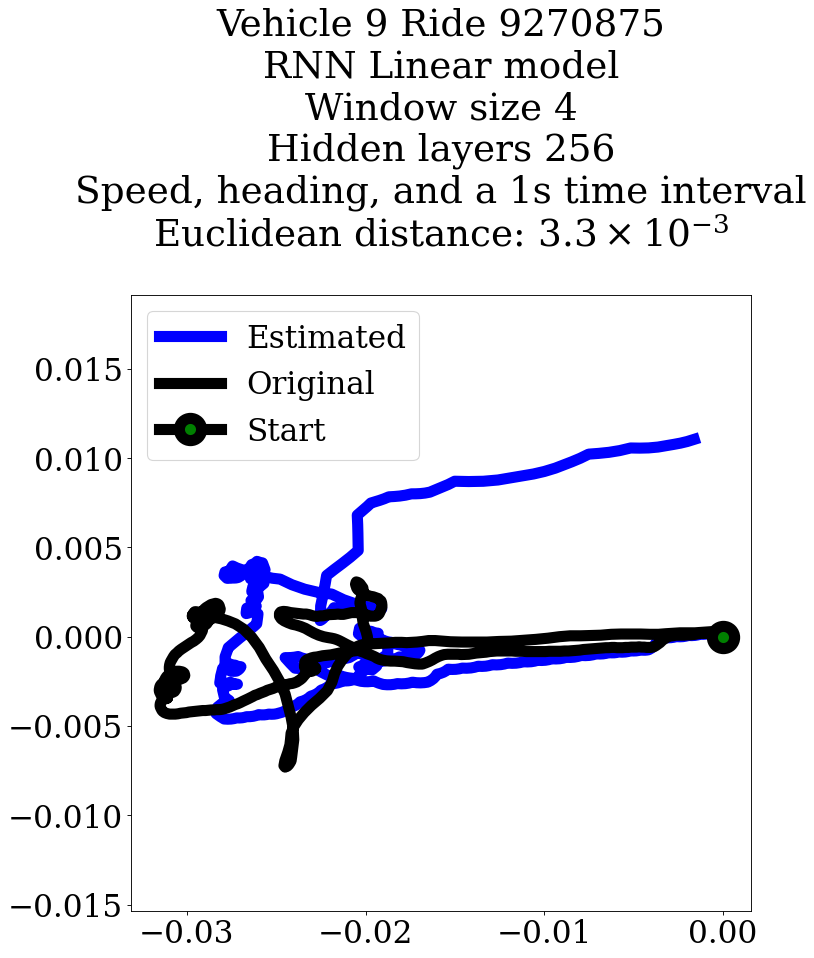 Vehicle 9 Ride 9270875
RNN Linear model
Window size 4
Hidden layers 256
Speed, heading, and a 1s time interval
Euclidean distance: 3.3 × 10⁻³
Estimated
Original
Start
0.015
0.010
0.005
0.000
−0.005
−0.010
−0.015
−0.03 −0.02 −0.01 0.00